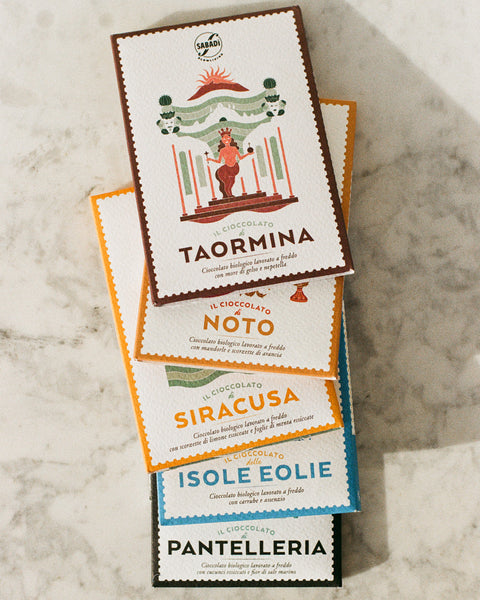 SABADÌ
SLOWLIVING
IL CIOCCOLATO
di
TAORMINA
Cioccolato biologico lavorato a freddo
con more di gelso e nepetella
IL CIOCCOLATO
di
NOTO
Cioccolato biologico lavorato a freddo
con mandorle e scorzette di arancia
IL CIOCCOLATO
di
SIRACUSA
Cioccolato biologico lavorato a freddo
con scorzette di limone essiccate e foglie di menta essiccate
IL CIOCCOLATO
delle
ISOLE EOLIE
Cioccolato biologico lavorato a freddo
con carrube e assenzio
IL CIOCCOLATO
di
PANTELLERIA
Cioccolato biologico lavorato a freddo
con cucunci essiccati e fior di sale marino